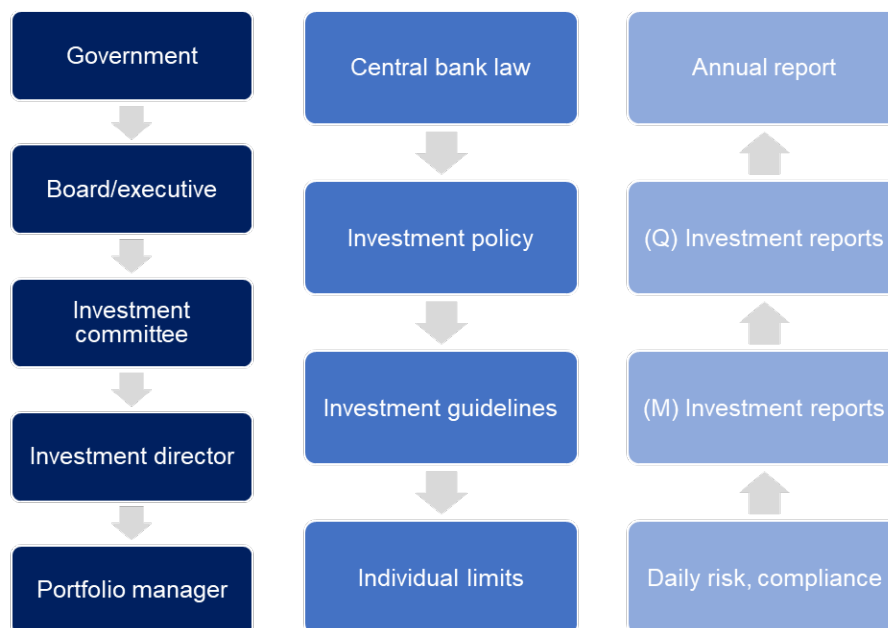 Government
Board/executive
Investment
committee
Investment director
Portfolio manager
Central bank law
Investment policy
Investment guidelines
Individual limits
Annual report
(Q) Investment reports
(M) Investment reports
Daily risk, compliance